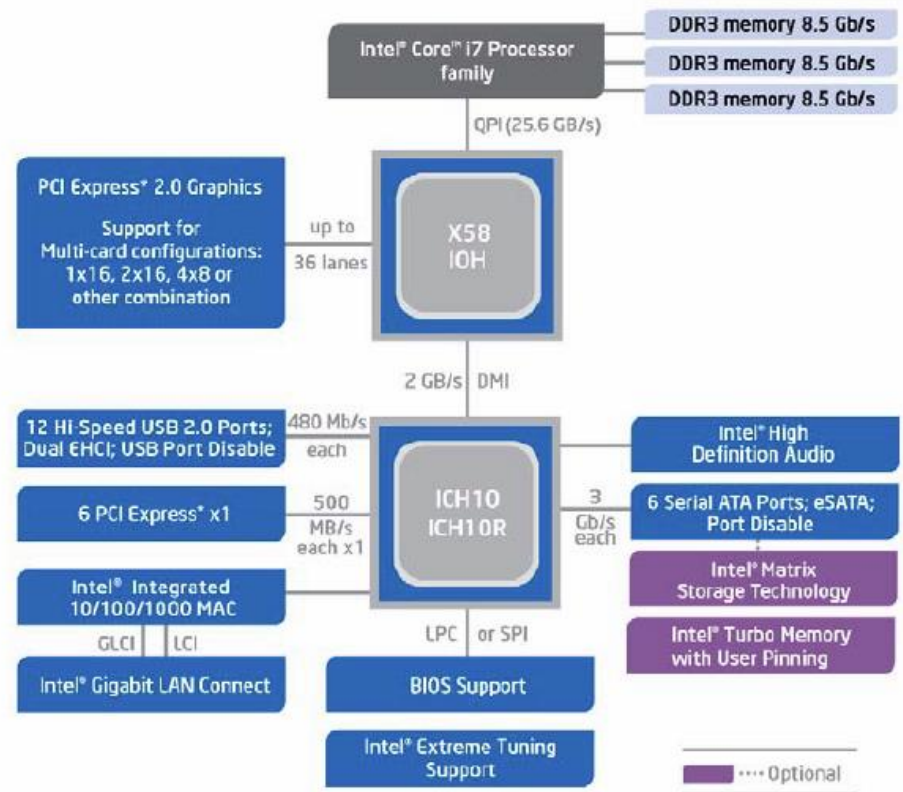 Intel® Core™ i7 Processor
family
DDR3 memory 8.5 Gb/s
DDR3 memory 8.5 Gb/s
DDR3 memory 8.5 Gb/s
QPI (25.6 GB/s)
PCI Express* 2.0 Graphics
Support for
Multi-card configurations:
1x16, 2x16, 4x8 or
other combination
up to
36 lanes
X58
IOH
2 GB/s DMI
12 Hi-Speed USB 2.0 Ports;
Dual EHCI; USB Port Disable
480 Mb/s
each
6 PCI Express* x1
500
MB/s
each x1
Intel® Integrated
10/100/1000 MAC
GLCI LCI
Intel® Gigabit LAN Connect
ICH10
ICH10R
Intel® High
Definition Audio
3
Gb/s
each
6 Serial ATA Ports; eSATA;
Port Disable
Intel® Matrix
Storage Technology
Intel® Turbo Memory
with User Pinning
LPC or SPI
BIOS Support
Intel® Extreme Tuning
Support
Optional